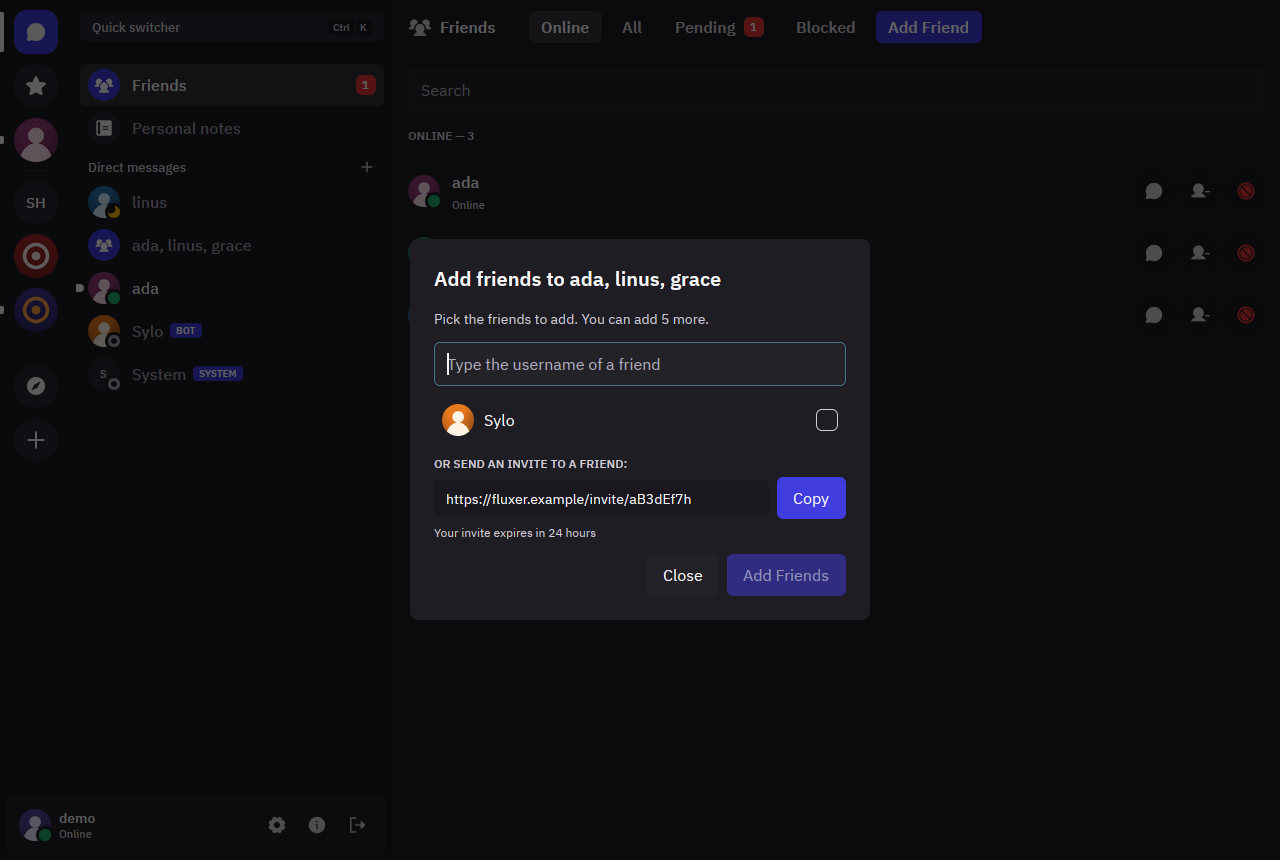 Quick switcher
Ctrl K
Friends
Online
All
Pending 1
Blocked
Add Friend
Friends 1
Personal notes
Direct messages
linus
ada, linus, grace
ada
Sylo BOT
S System SYSTEM
SH
Search
ONLINE — 3
ada
Online
Add friends to ada, linus, grace
Pick the friends to add. You can add 5 more.
Type the username of a friend
Sylo
OR SEND AN INVITE TO A FRIEND:
https://fluxer.example/invite/aB3dEf7h
Copy
Your invite expires in 24 hours
Close
Add Friends
demo
Online